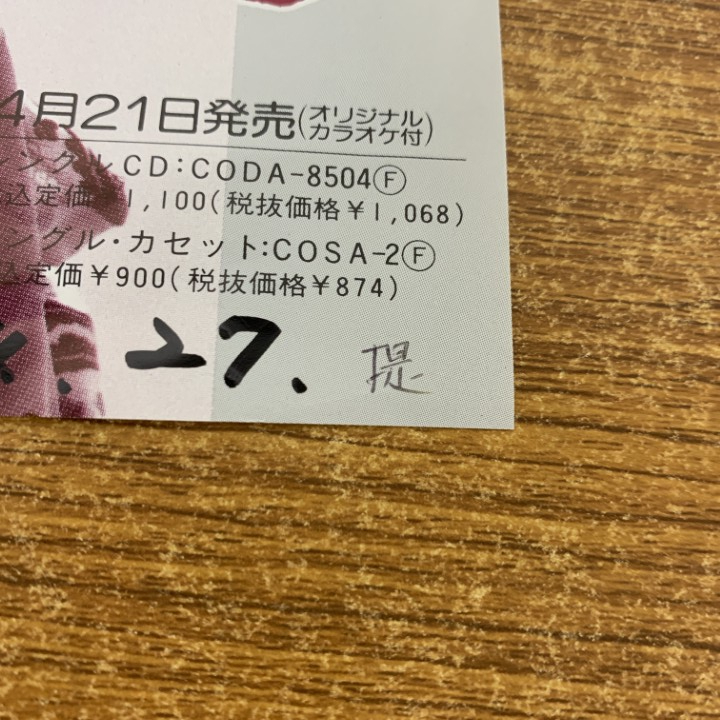 4月21日発売(オリジナルカラオケ付)
シングルCD:CODA-8504Ⓕ
込定価¥1,100(税抜価格¥1,068)
ングル・カセット:COSA-2Ⓕ
込定価¥900(税抜価格¥874)
. 27. 提